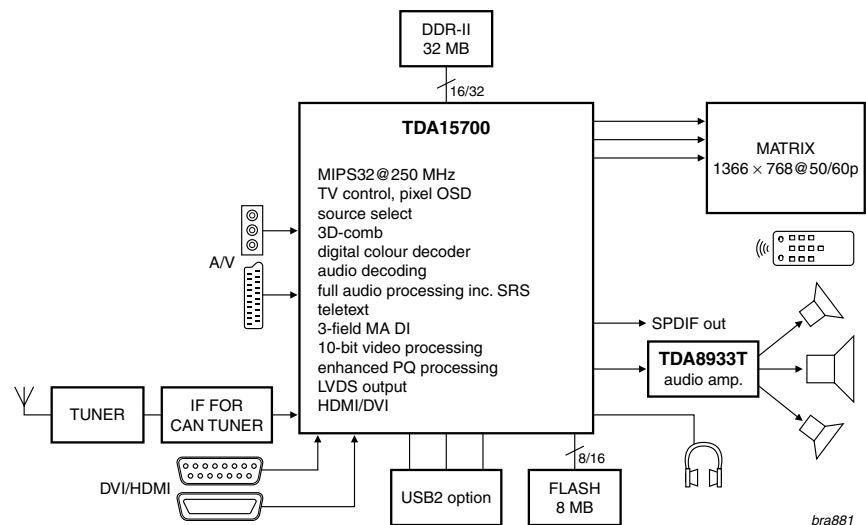 DDR-II
32 MB
16/32
TDA15700
MIPS32@250 MHz
TV control, pixel OSD
source select
3D-comb
digital colour decoder
audio decoding
full audio processing inc. SRS
teletext
3-field MA DI
10-bit video processing
enhanced PQ processing
LVDS output
HDMI/DVI
MATRIX
1366 × 768@50/60p
A/V
SPDIF out
TDA8933T
audio amp.
TUNER
IF FOR
CAN TUNER
DVI/HDMI
USB2 option
8/16
FLASH
8 MB
bra881